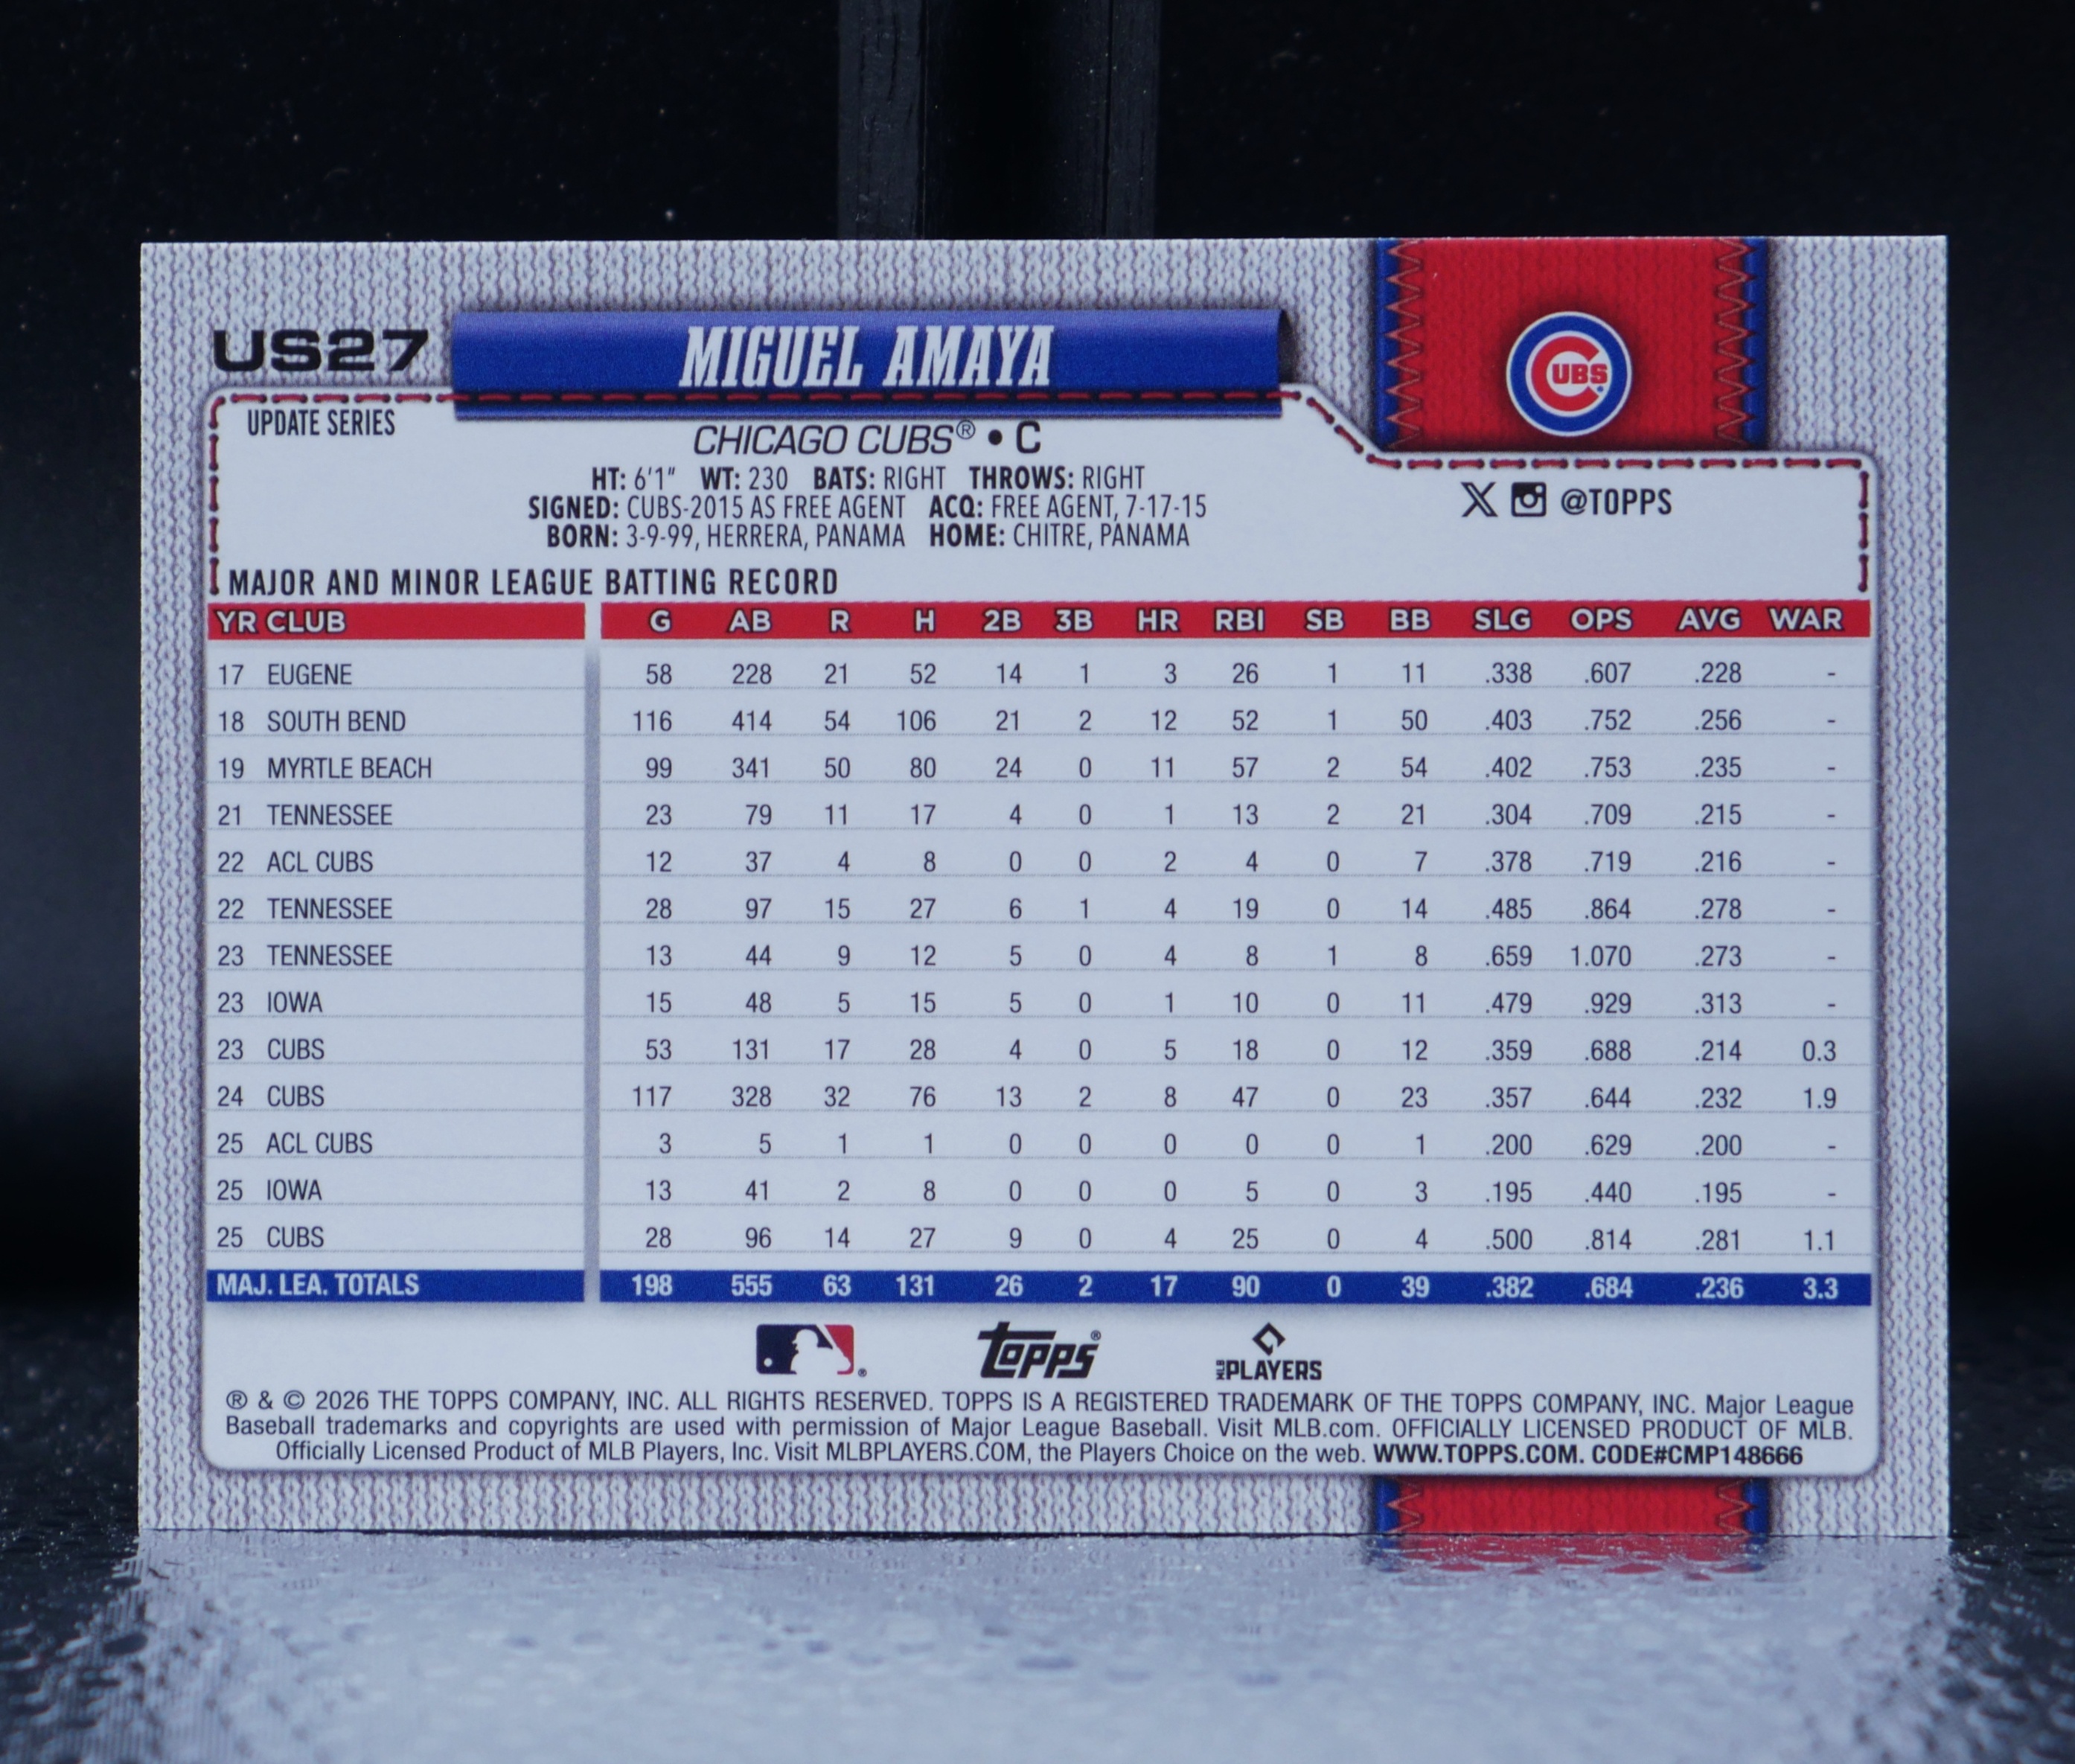 US27
MIGUEL AMAYA
CUBS®
UPDATE SERIES
CHICAGO CUBS® • C
HT: 6'1" WT: 230 BATS: RIGHT THROWS: RIGHT
SIGNED: CUBS-2015 AS FREE AGENT ACQ: FREE AGENT, 7-17-15
BORN: 3-9-99, HERRERA, PANAMA HOME: CHITRE, PANAMA
X @TOPPS
MAJOR AND MINOR LEAGUE BATTING RECORD
YR CLUB G AB R H 2B 3B HR RBI SB BB SLG OPS AVG WAR
17 EUGENE 58 228 21 52 14 1 3 26 1 11 .338 .607 .228 -
18 SOUTH BEND 116 414 54 106 21 2 12 52 1 50 .403 .752 .256 -
19 MYRTLE BEACH 99 341 50 80 24 0 11 57 2 54 .402 .753 .235 -
21 TENNESSEE 23 79 11 17 4 0 1 13 2 21 .304 .709 .215 -
22 ACL CUBS 12 37 4 8 0 0 2 4 0 7 .378 .719 .216 -
22 TENNESSEE 28 97 15 27 6 1 4 19 0 14 .485 .864 .278 -
23 TENNESSEE 13 44 9 12 5 0 4 8 1 8 .659 1.070 .273 -
23 IOWA 15 48 5 15 5 0 1 10 0 11 .479 .929 .313 -
23 CUBS 53 131 17 28 4 0 5 18 0 12 .359 .688 .214 0.3
24 CUBS 117 328 32 76 13 2 8 47 0 23 .357 .644 .232 1.9
25 ACL CUBS 3 5 1 1 0 0 0 0 0 1 .200 .629 .200 -
25 IOWA 13 41 2 8 0 0 0 5 0 3 .195 .440 .195 -
25 CUBS 28 96 14 27 9 0 4 25 0 4 .500 .814 .281 1.1
MAJ. LEA. TOTALS 198 555 63 131 26 2 17 90 0 39 .382 .684 .236 3.3
® topps® MLB PLAYERS
® & © 2026 THE TOPPS COMPANY, INC. ALL RIGHTS RESERVED. TOPPS IS A REGISTERED TRADEMARK OF THE TOPPS COMPANY, INC. Major League
Baseball trademarks and copyrights are used with permission of Major League Baseball. Visit MLB.com. OFFICIALLY LICENSED PRODUCT OF MLB.
Officially Licensed Product of MLB Players, Inc. Visit MLBPLAYERS.COM, the Players Choice on the web. WWW.TOPPS.COM. CODE#CMP148666